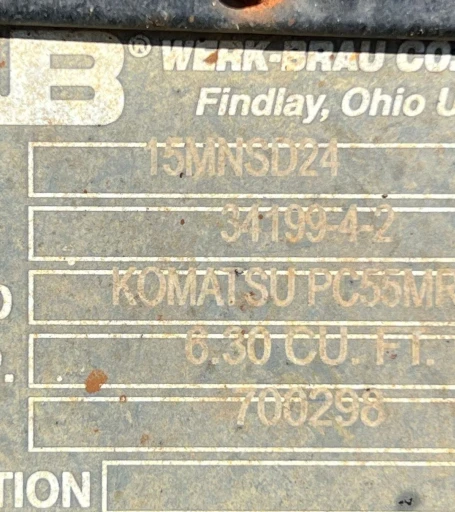 WB® WERK-BRAU CO.
Findlay, Ohio U
15MNSD24
34199-4-2
KOMATSU PC55MR
6.30 CU. FT.
700298
TION